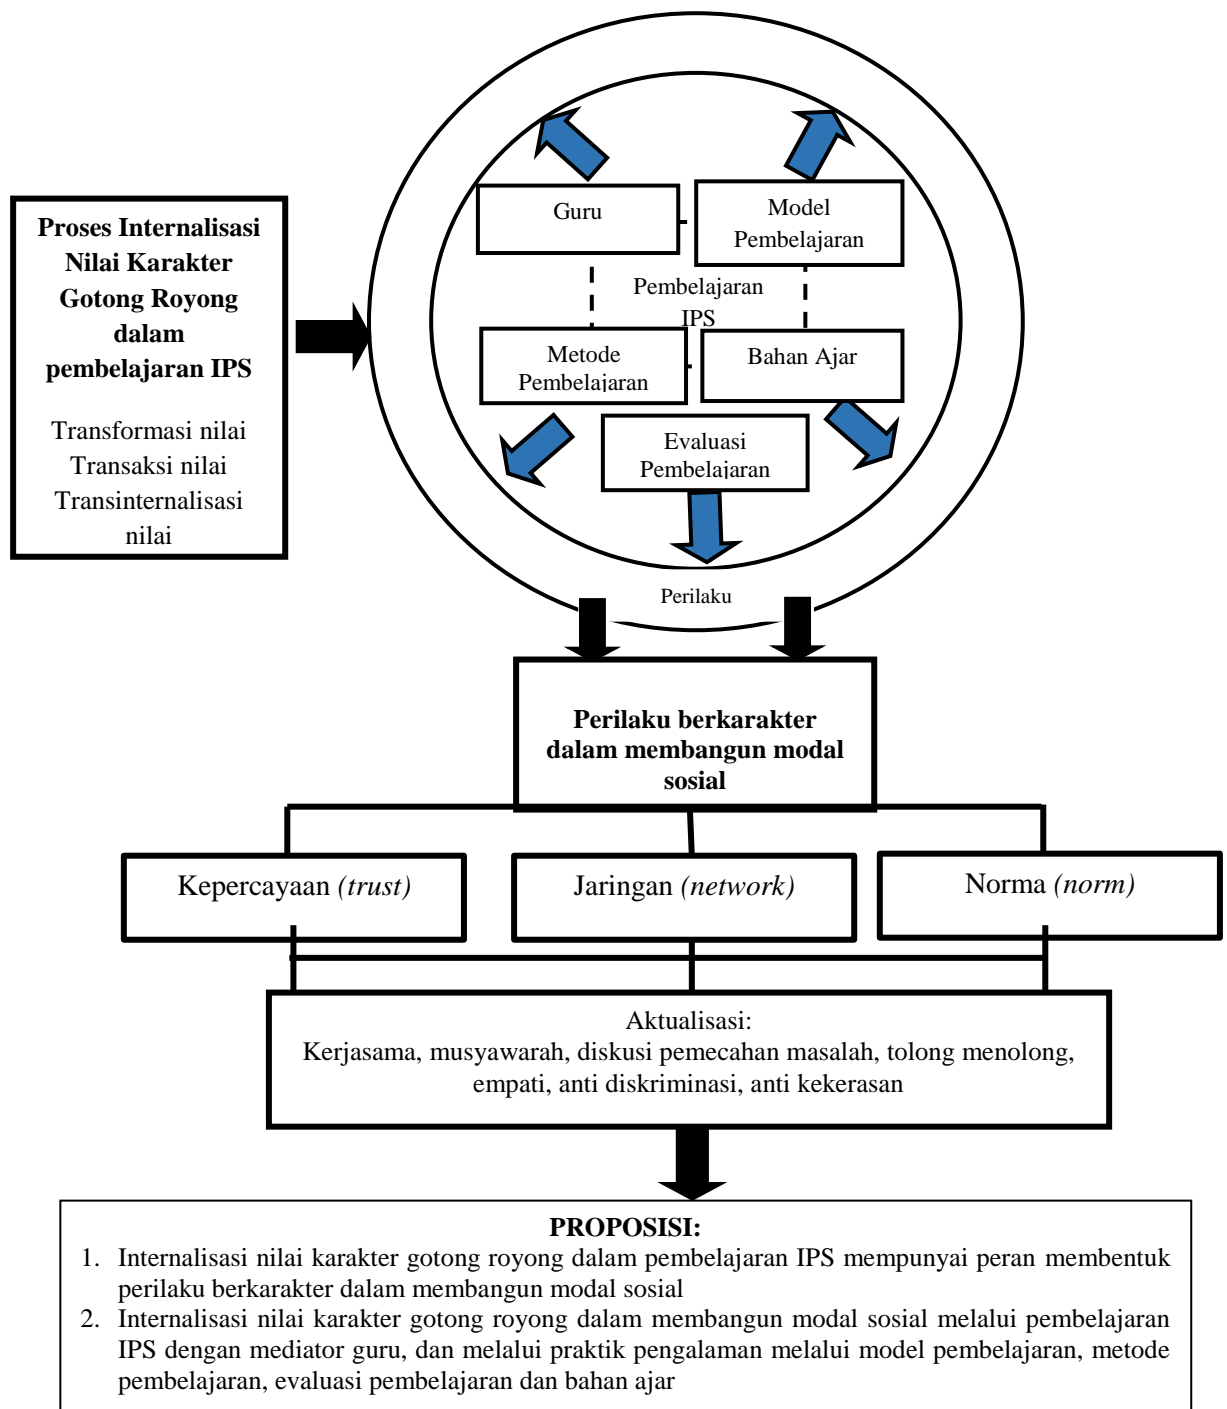 Proses Internalisasi
Nilai Karakter
Gotong Royong
dalam
pembelajaran IPS
Transformasi nilai
Transaksi nilai
Transinternalisasi
nilai
Guru
Model
Pembelajaran
Pembelajaran
IPS
Metode
Pembelajaran
Bahan Ajar
Evaluasi
Pembelajaran
Perilaku
Perilaku berkarakter
dalam membangun modal
sosial
Kepercayaan (trust)
Jaringan (network)
Norma (norm)
Aktualisasi:
Kerjasama, musyawarah, diskusi pemecahan masalah, tolong menolong,
empati, anti diskriminasi, anti kekerasan
PROPOSISI:
1. Internalisasi nilai karakter gotong royong dalam pembelajaran IPS mempunyai peran membentuk
perilaku berkarakter dalam membangun modal sosial
2. Internalisasi nilai karakter gotong royong dalam membangun modal sosial melalui pembelajaran
IPS dengan mediator guru, dan melalui praktik pengalaman melalui model pembelajaran, metode
pembelajaran, evaluasi pembelajaran dan bahan ajar